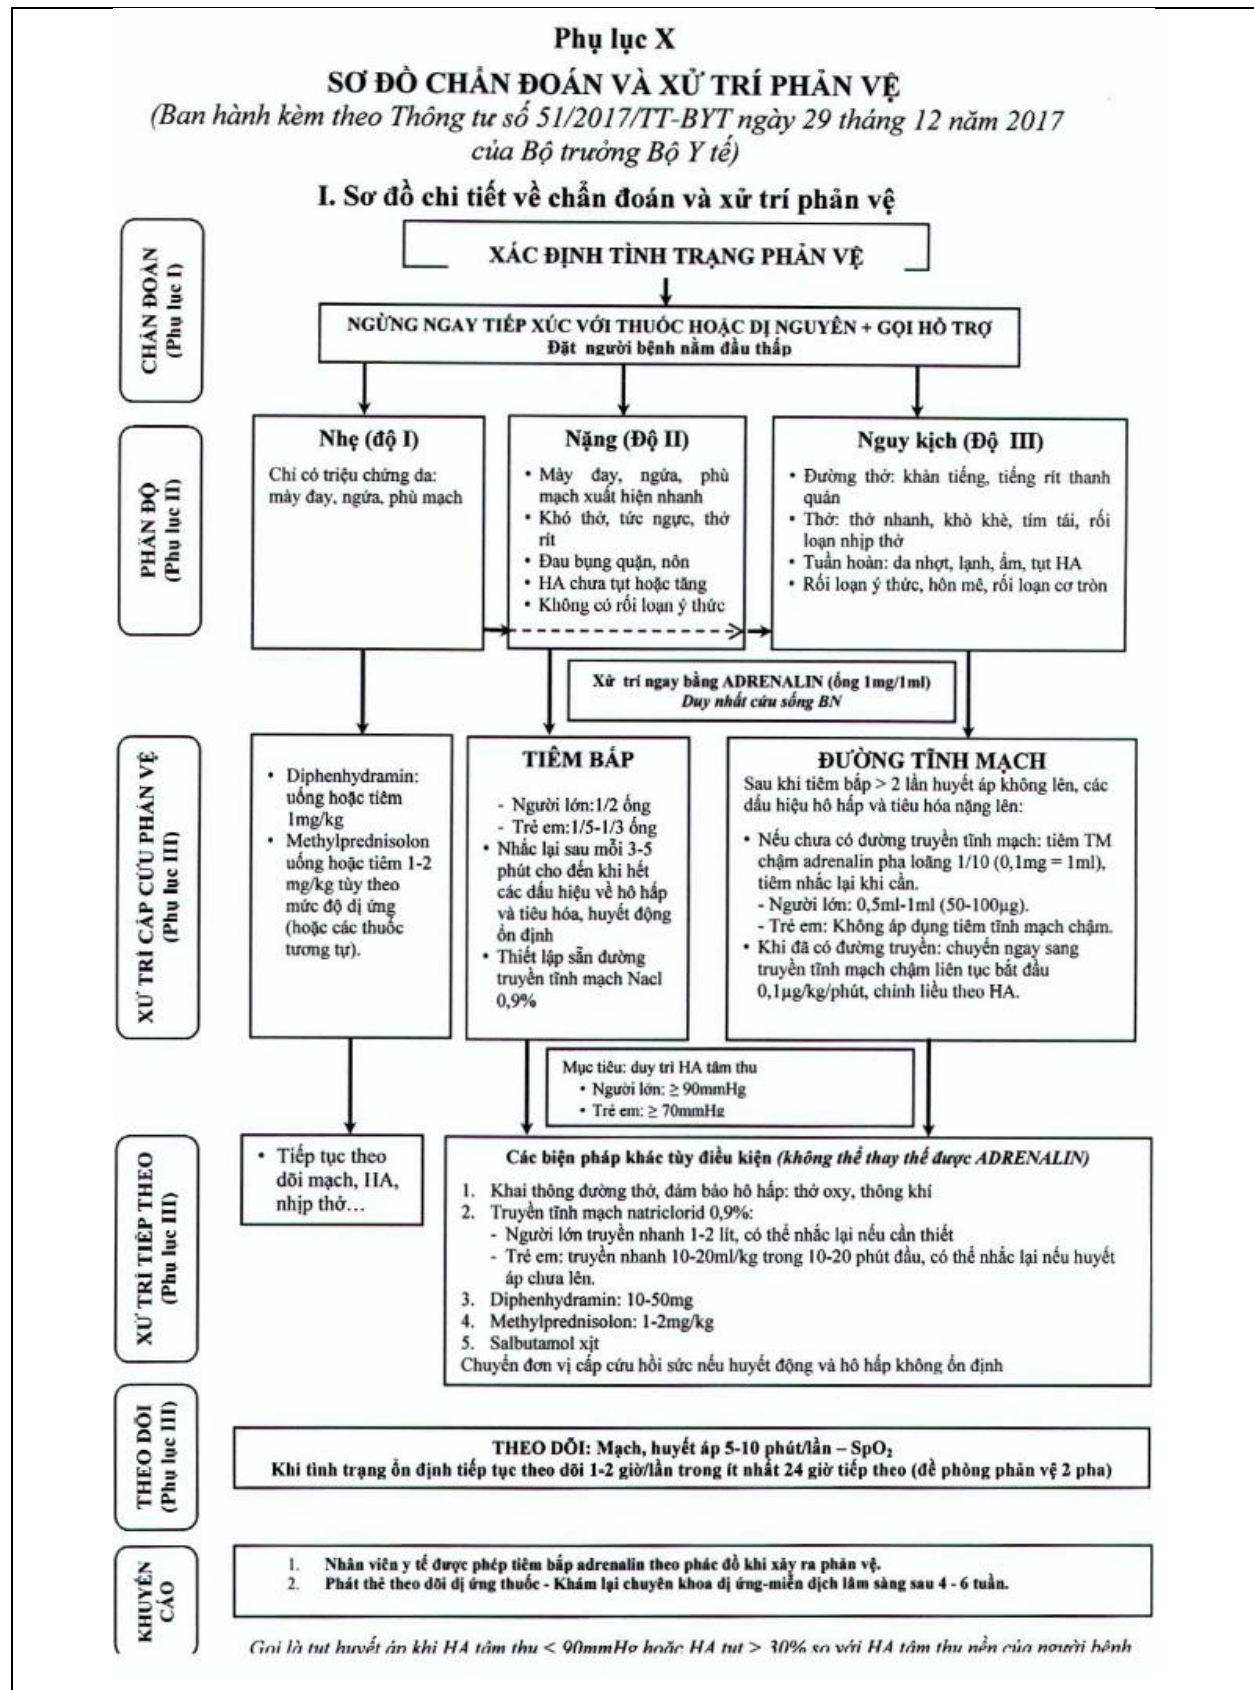 Phụ lục X
SƠ ĐỒ CHẨN ĐOÁN VÀ XỬ TRÍ PHẢN VỆ
(Ban hành kèm theo Thông tư số 51/2017/TT-BYT ngày 29 tháng 12 năm 2017
của Bộ trưởng Bộ Y tế)
I. Sơ đồ chi tiết về chẩn đoán và xử trí phản vệ
CHẨN ĐOÁN
(Phụ lục I)
XÁC ĐỊNH TÌNH TRẠNG PHẢN VỆ
NGỪNG NGAY TIẾP XÚC VỚI THUỐC HOẶC DỊ NGUYÊN + GỌI HỖ TRỢ
Đặt người bệnh nằm đầu thấp
PHÂN ĐỘ
(Phụ lục II)
Nhẹ (độ I)
Chỉ có triệu chứng da:
mày đay, ngứa, phù mạch
Nặng (Độ II)
• Mày đay, ngứa, phù
mạch xuất hiện nhanh
• Khó thở, tức ngực, thở
rít
• Đau bụng quặn, nôn
• HA chưa tụt hoặc tăng
• Không có rối loạn ý thức
Nguy kịch (Độ III)
• Đường thở: khàn tiếng, tiếng rít thanh
quản
• Thở: thở nhanh, khò khè, tím tái, rối
loạn nhịp thở
• Tuần hoàn: da nhợt, lạnh, ẩm, tụt HA
• Rối loạn ý thức, hôn mê, rối loạn cơ tròn
Xử trí ngay bằng ADRENALIN (ống 1mg/1ml)
Duy nhất cứu sống BN
XỬ TRÍ CẤP CỨU PHẢN VỆ
(Phụ lục III)
• Diphenhydramin:
uống hoặc tiêm
1mg/kg
• Methylprednisolon
uống hoặc tiêm 1-2
mg/kg tùy theo
mức độ dị ứng
(hoặc các thuốc
tương tự).
TIÊM BẮP
- Người lớn:1/2 ống
- Trẻ em:1/5-1/3 ống
• Nhắc lại sau mỗi 3-5
phút cho đến khi hết
các dấu hiệu về hô hấp
và tiêu hóa, huyết động
ổn định
• Thiết lập sẵn đường
truyền tĩnh mạch Nacl
0,9%
ĐƯỜNG TĨNH MẠCH
Sau khi tiêm bắp > 2 lần huyết áp không lên, các
dấu hiệu hô hấp và tiêu hóa nặng lên:
• Nếu chưa có đường truyền tĩnh mạch: tiêm TM
chậm adrenalin pha loãng 1/10 (0,1mg = 1ml),
tiêm nhắc lại khi cần.
- Người lớn: 0,5ml-1ml (50-100µg).
- Trẻ em: Không áp dụng tiêm tĩnh mạch chậm.
• Khi đã có đường truyền: chuyển ngay sang
truyền tĩnh mạch chậm liên tục bắt đầu
0,1µg/kg/phút, chỉnh liều theo HA.
Mục tiêu: duy trì HA tâm thu
• Người lớn: ≥ 90mmHg
• Trẻ em: ≥ 70mmHg
XỬ TRÍ TIẾP THEO
(Phụ lục III)
• Tiếp tục theo
dõi mạch, HA,
nhịp thở…
Các biện pháp khác tùy điều kiện (không thể thay thế được ADRENALIN)
1. Khai thông đường thở, đảm bảo hô hấp: thở oxy, thông khí
2. Truyền tĩnh mạch natriclorid 0,9%:
- Người lớn truyền nhanh 1-2 lít, có thể nhắc lại nếu cần thiết
- Trẻ em: truyền nhanh 10-20ml/kg trong 10-20 phút đầu, có thể nhắc lại nếu huyết
áp chưa lên.
3. Diphenhydramin: 10-50mg
4. Methylprednisolon: 1-2mg/kg
5. Salbutamol xịt
Chuyển đơn vị cấp cứu hồi sức nếu huyết động và hô hấp không ổn định
THEO DÕI
(Phụ lục III)
THEO DÕI: Mạch, huyết áp 5-10 phút/lần – SpO₂
Khi tình trạng ổn định tiếp tục theo dõi 1-2 giờ/lần trong ít nhất 24 giờ tiếp theo (đề phòng phản vệ 2 pha)
KHUYẾN
CÁO
1. Nhân viên y tế được phép tiêm bắp adrenalin theo phác đồ khi xảy ra phản vệ.
2. Phát thẻ theo dõi dị ứng thuốc - Khám lại chuyên khoa dị ứng-miễn dịch lâm sàng sau 4 - 6 tuần.
Gọi là tụt huyết áp khi HA tâm thu < 90mmHg hoặc HA tụt > 30% so với HA tâm thu nền của người bệnh